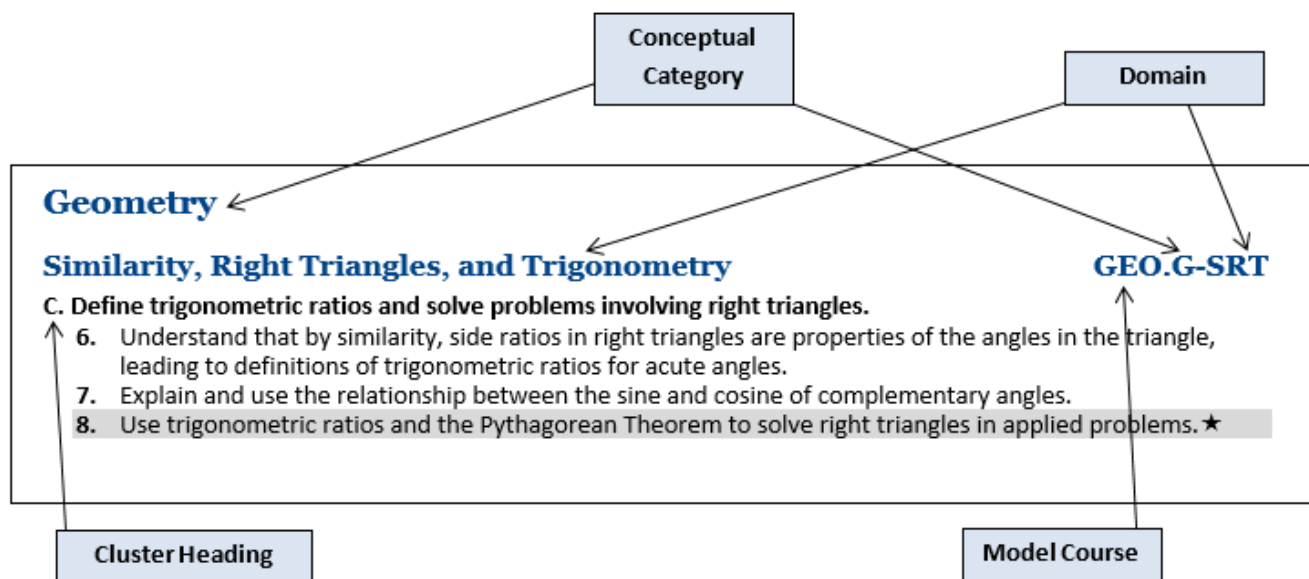 Conceptual
Category
Domain
Geometry
Similarity, Right Triangles, and Trigonometry GEO.G-SRT
C. Define trigonometric ratios and solve problems involving right triangles.
6. Understand that by similarity, side ratios in right triangles are properties of the angles in the triangle,
leading to definitions of trigonometric ratios for acute angles.
7. Explain and use the relationship between the sine and cosine of complementary angles.
8. Use trigonometric ratios and the Pythagorean Theorem to solve right triangles in applied problems.★
Cluster Heading
Model Course